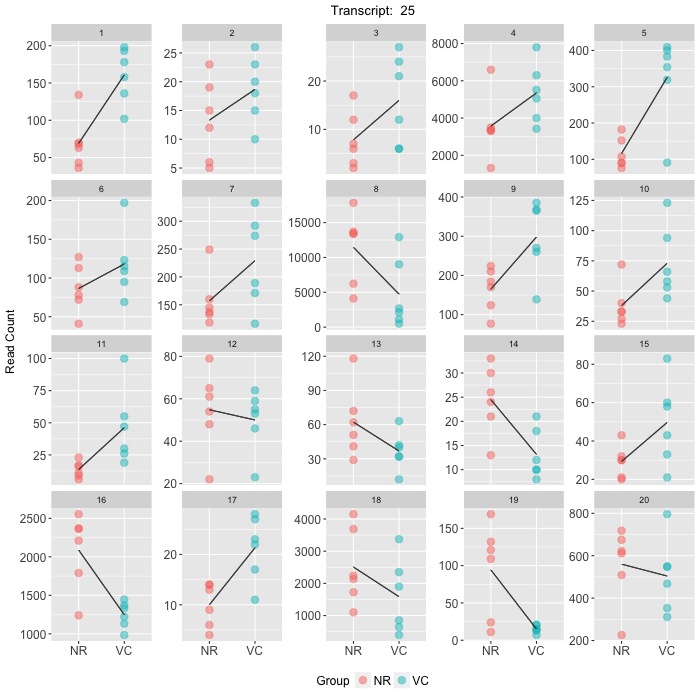 Transcript: 25
1 2 3 4 5
200 150 100 50
25 20 15 10 5
20 10
8000 6000 4000 2000
400 300 200 100
6 7 8 9 10
200 150 100 50
300 250 200 150
15000 10000 5000 0
400 300 200 100
125 100 75 50 25
Read Count
11 12 13 14 15
100 75 50 25
80 60 40 20
120 90 60 30
30 25 20 15 10
80 60 40 20
16 17 18 19 20
2500 2000 1500 1000
20 10
4000 3000 2000 1000
150 100 50 0
800 600 400 200
NR VC NR VC NR VC NR VC NR VC
Group NR VC